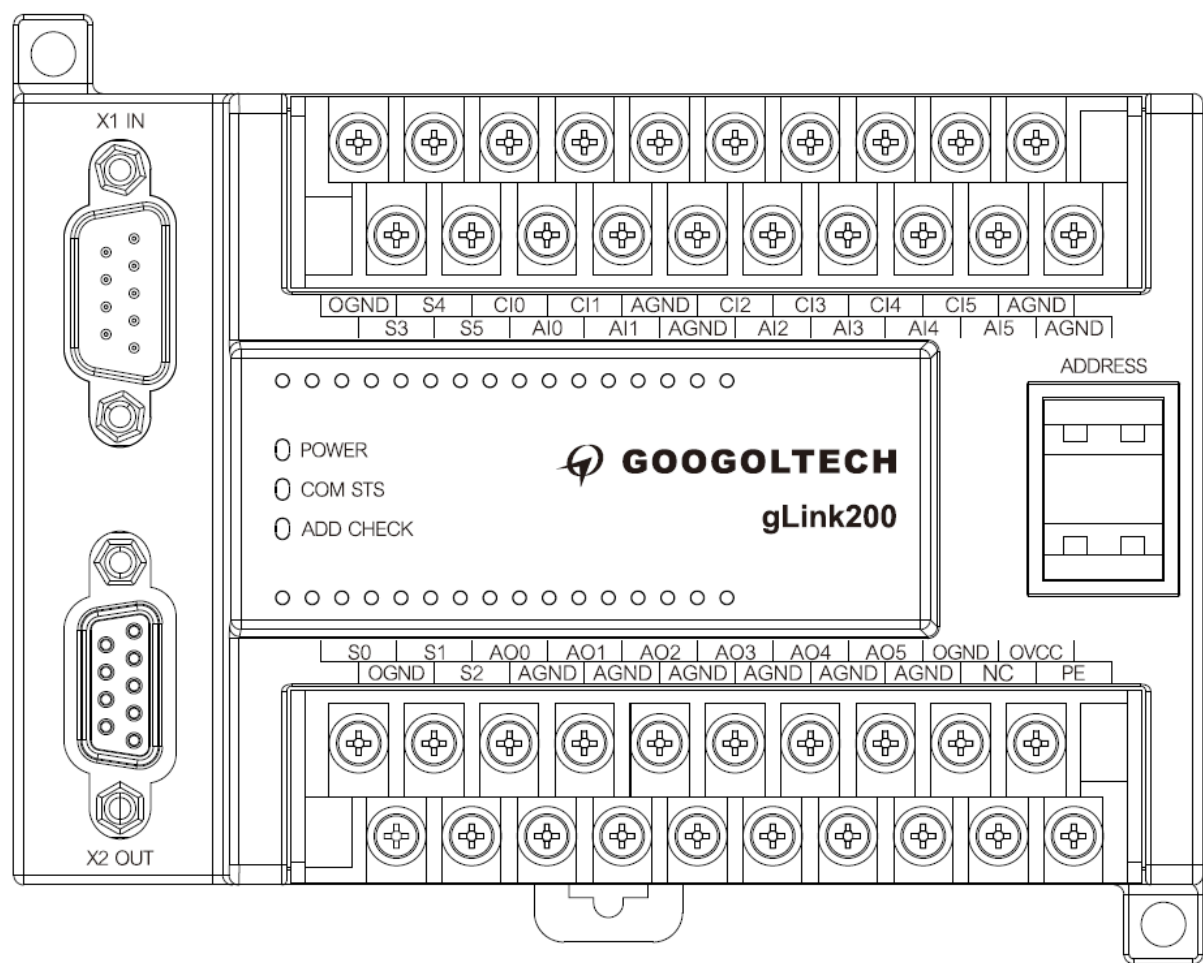 X1 IN
OGND S4 CI0 CI1 AGND CI2 CI3 CI4 CI5 AGND
S3 S5 AI0 AI1 AGND AI2 AI3 AI4 AI5 AGND
ADDRESS
POWER
COM STS
ADD CHECK
GOOGOLTECH
gLink200
S0 S1 AO0 AO1 AO2 AO3 AO4 AO5 OGND OVCC
OGND S2 AGND AGND AGND AGND AGND AGND NC PE
X2 OUT